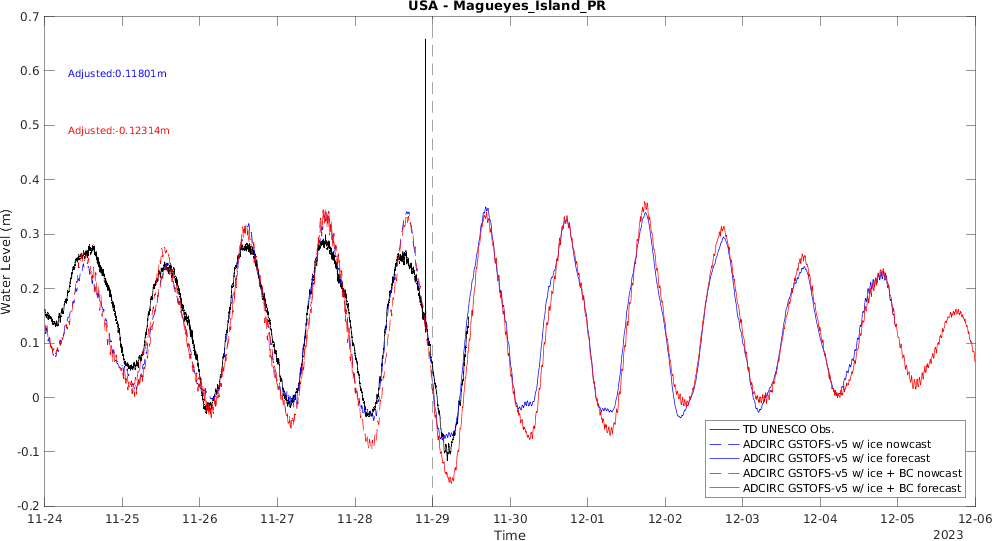 USA - Magueyes_Island_PR
0.7
0.6
0.5
0.4
0.3
0.2
0.1
0
-0.1
-0.2
Water Level (m)
Adjusted:0.11801m
Adjusted:-0.12314m
TD UNESCO Obs.
ADCIRC GSTOFS-v5 w/ ice nowcast
ADCIRC GSTOFS-v5 w/ ice forecast
ADCIRC GSTOFS-v5 w/ ice + BC nowcast
ADCIRC GSTOFS-v5 w/ ice + BC forecast
11-24 11-25 11-26 11-27 11-28 11-29 11-30 12-01 12-02 12-03 12-04 12-05 12-06
Time
2023